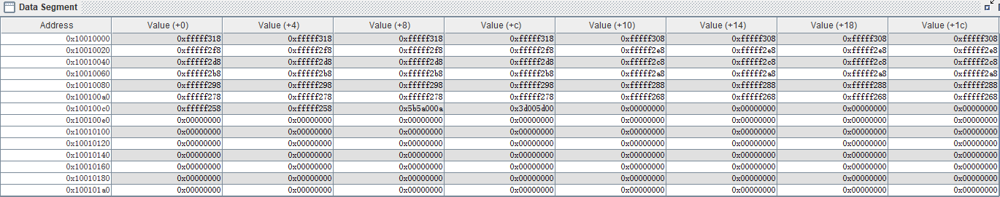 Data Segment
Address Value (+0) Value (+4) Value (+8) Value (+c) Value (+10) Value (+14) Value (+18) Value (+1c)
0x10010000 0xfffff318 0xfffff318 0xfffff318 0xfffff318 0xfffff308 0xfffff308 0xfffff308 0xfffff308
0x10010020 0xfffff2f8 0xfffff2f8 0xfffff2f8 0xfffff2f8 0xfffff2e8 0xfffff2e8 0xfffff2e8 0xfffff2e8
0x10010040 0xfffff2d8 0xfffff2d8 0xfffff2d8 0xfffff2d8 0xfffff2c8 0xfffff2c8 0xfffff2c8 0xfffff2c8
0x10010060 0xfffff2b8 0xfffff2b8 0xfffff2b8 0xfffff2b8 0xfffff2a8 0xfffff2a8 0xfffff2a8 0xfffff2a8
0x10010080 0xfffff298 0xfffff298 0xfffff298 0xfffff298 0xfffff288 0xfffff288 0xfffff288 0xfffff288
0x100100a0 0xfffff278 0xfffff278 0xfffff278 0xfffff278 0xfffff268 0xfffff268 0xfffff268 0xfffff268
0x100100c0 0xfffff258 0xfffff258 0x5b5a000a 0x3d005d00 0x00000000 0x00000000 0x00000000 0x00000000
0x100100e0 0x00000000 0x00000000 0x00000000 0x00000000 0x00000000 0x00000000 0x00000000 0x00000000
0x10010100 0x00000000 0x00000000 0x00000000 0x00000000 0x00000000 0x00000000 0x00000000 0x00000000
0x10010120 0x00000000 0x00000000 0x00000000 0x00000000 0x00000000 0x00000000 0x00000000 0x00000000
0x10010140 0x00000000 0x00000000 0x00000000 0x00000000 0x00000000 0x00000000 0x00000000 0x00000000
0x10010160 0x00000000 0x00000000 0x00000000 0x00000000 0x00000000 0x00000000 0x00000000 0x00000000
0x10010180 0x00000000 0x00000000 0x00000000 0x00000000 0x00000000 0x00000000 0x00000000 0x00000000
0x100101a0 0x00000000 0x00000000 0x00000000 0x00000000 0x00000000 0x00000000 0x00000000 0x00000000